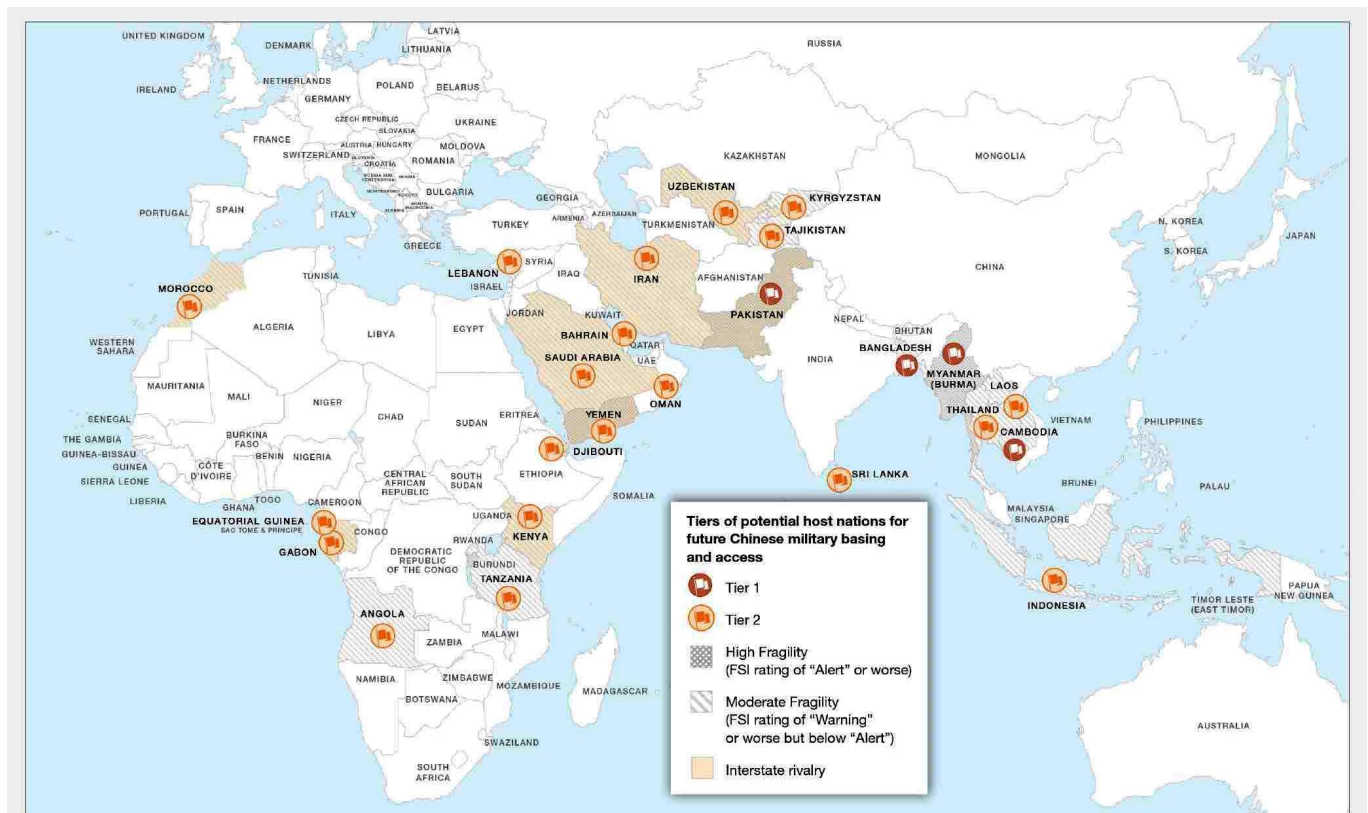 LATVIA
UNITED KINGDOM
DENMARK
LITHUANIA
RUSSIA
IRELAND
NETHERLANDS
POLAND
BELARUS
GERMANY
CZECH REPUBLIC
SLOVAKIA
UKRAINE
FRANCE
AUSTRIA
HUNGARY
MOLDOVA
SWITZERLAND
CROATIA
ROMANIA
KAZAKHSTAN
MONGOLIA
BULGARIA
UZBEKISTAN
KYRGYZSTAN
PORTUGAL
SPAIN
ITALY
GEORGIA
ARMENIA
AZERBAIJAN
TURKMENISTAN
TAJIKISTAN
N. KOREA
S. KOREA
JAPAN
GREECE
TURKEY
LEBANON
SYRIA
ISRAEL
IRAQ
IRAN
AFGHANISTAN
CHINA
TUNISIA
MOROCCO
JORDAN
KUWAIT
PAKISTAN
NEPAL
BHUTAN
WESTERN
SAHARA
ALGERIA
LIBYA
EGYPT
BAHRAIN
QATAR
UAE
SAUDI ARABIA
INDIA
BANGLADESH
MYANMAR
(BURMA)
LAOS
MAURITANIA
MALI
NIGER
CHAD
SUDAN
ERITREA
YEMEN
OMAN
THAILAND
VIETNAM
CAMBODIA
PHILIPPINES
SENEGAL
THE GAMBIA
GUINEA-BISSAU
GUINEA
SIERRA LEONE
LIBERIA
BURKINA
FASO
CÔTE
D'IVOIRE
GHANA
TOGO
BENIN
NIGERIA
CAMEROON
CENTRAL
AFRICAN
REPUBLIC
SOUTH
SUDAN
ETHIOPIA
DJIBOUTI
SOMALIA
SRI LANKA
BRUNEI
PALAU
MALAYSIA
SINGAPORE
EQUATORIAL GUINEA
SAO TOME & PRINCIPE
GABON
CONGO
DEMOCRATIC
REPUBLIC
OF THE CONGO
UGANDA
RWANDA
BURUNDI
KENYA
TANZANIA
INDONESIA
TIMOR LESTE
(EAST TIMOR)
PAPUA
NEW GUINEA
ANGOLA
ZAMBIA
MALAWI
NAMIBIA
ZIMBABWE
BOTSWANA
MOZAMBIQUE
MADAGASCAR
SWAZILAND
SOUTH
AFRICA
AUSTRALIA
Tiers of potential host nations for
future Chinese military basing
and access
Tier 1
Tier 2
High Fragility
(FSI rating of “Alert” or worse)
Moderate Fragility
(FSI rating of “Warning”
or worse but below “Alert”)
Interstate rivalry